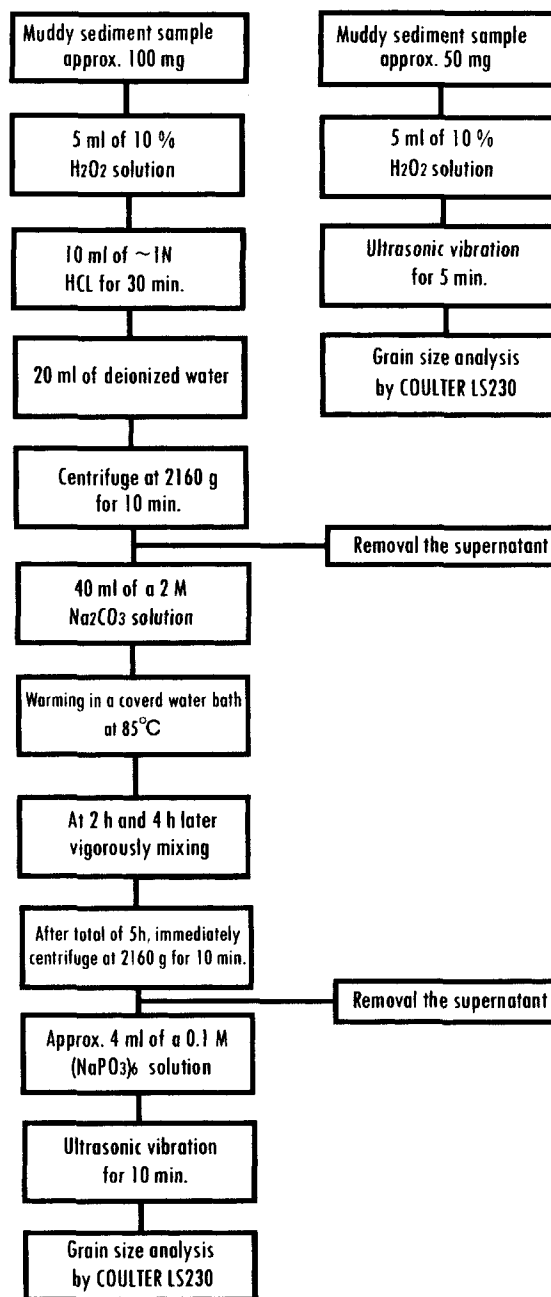 Muddy sediment sample
approx. 100 mg
5 ml of 10 %
H2O2 solution
10 ml of ~1N
HCL for 30 min.
20 ml of deionized water
Centrifuge at 2160 g
for 10 min.
Removal the supernatant
40 ml of a 2 M
Na2CO3 solution
Warming in a coverd water bath
at 85°C
At 2 h and 4 h later
vigorously mixing
After total of 5h, immediately
centrifuge at 2160 g for 10 min.
Removal the supernatant
Approx. 4 ml of a 0.1 M
(NaPO3)6 solution
Ultrasonic vibration
for 10 min.
Grain size analysis
by COULTER LS230
Muddy sediment sample
approx. 50 mg
5 ml of 10 %
H2O2 solution
Ultrasonic vibration
for 5 min.
Grain size analysis
by COULTER LS230